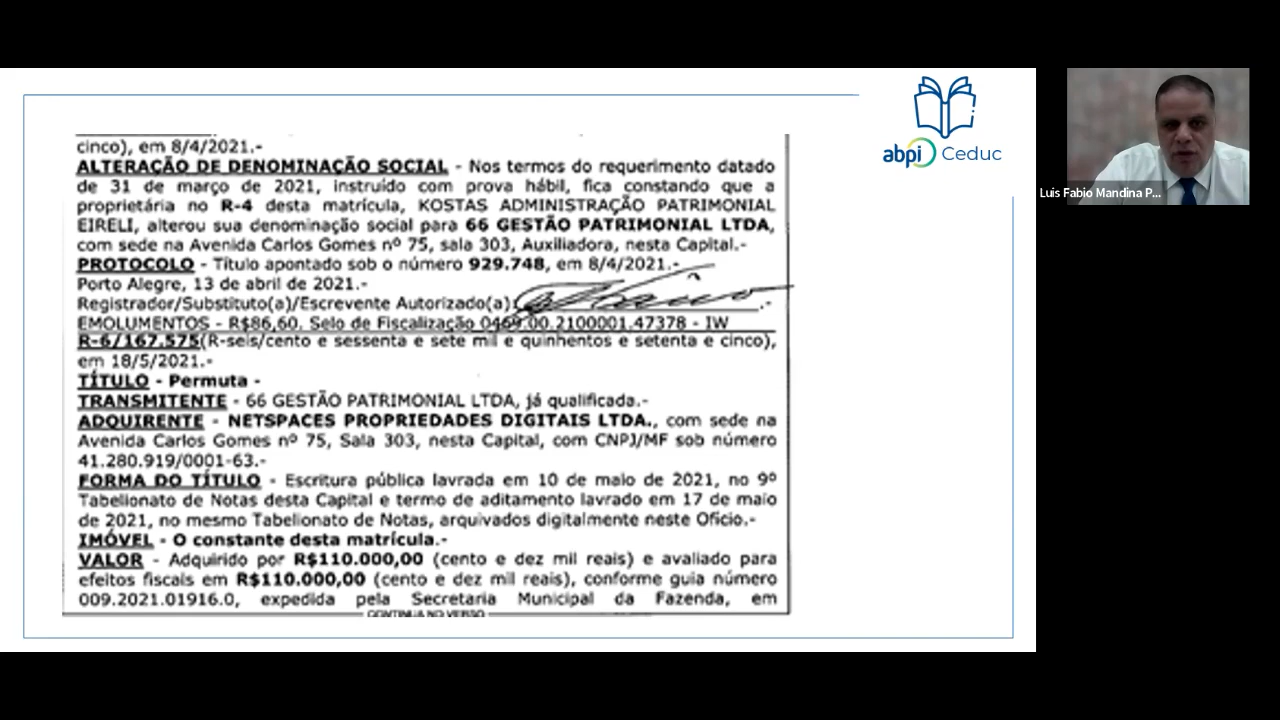 cinco), em 8/4/2021.-
ALTERAÇÃO DE DENOMINAÇÃO SOCIAL - Nos termos do requerimento datado
de 31 de março de 2021, instruído com prova hábil, fica constando que a
proprietária no R-4 desta matrícula, KOSTAS ADMINISTRAÇÃO PATRIMONIAL
EIRELI, alterou sua denominação social para 66 GESTÃO PATRIMONIAL LTDA,
com sede na Avenida Carlos Gomes nº 75, sala 303, Auxiliadora, nesta Capital.-
PROTOCOLO - Título apontado sob o número 929.748, em 8/4/2021.-
Porto Alegre, 13 de abril de 2021.-
Registrador/Substituto(a)/Escrevente Autorizado(a):
EMOLUMENTOS - R$86,60. Selo de Fiscalização 0469.00.2100001.47378 - IW
R-6/167.575(R-seis/cento e sessenta e sete mil e quinhentos e setenta e cinco),
em 18/5/2021.-
TÍTULO - Permuta -
TRANSMITENTE - 66 GESTÃO PATRIMONIAL LTDA, já qualificada.-
ADQUIRENTE - NETSPACES PROPRIEDADES DIGITAIS LTDA., com sede na
Avenida Carlos Gomes nº 75, Sala 303, nesta Capital, com CNPJ/MF sob número
41.280.919/0001-63.-
FORMA DO TÍTULO - Escritura pública lavrada em 10 de maio de 2021, no 9º
Tabelionato de Notas desta Capital e termo de aditamento lavrado em 17 de maio
de 2021, no mesmo Tabelionato de Notas, arquivados digitalmente neste Ofício.-
IMÓVEL - O constante desta matrícula.-
VALOR - Adquirido por R$110.000,00 (cento e dez mil reais) e avaliado para
efeitos fiscais em R$110.000,00 (cento e dez mil reais), conforme guia número
009.2021.01916.0, expedida pela Secretaria Municipal da Fazenda, em
CONTINUA NO VERSO
abpi Ceduc
Luis Fabio Mandina P...